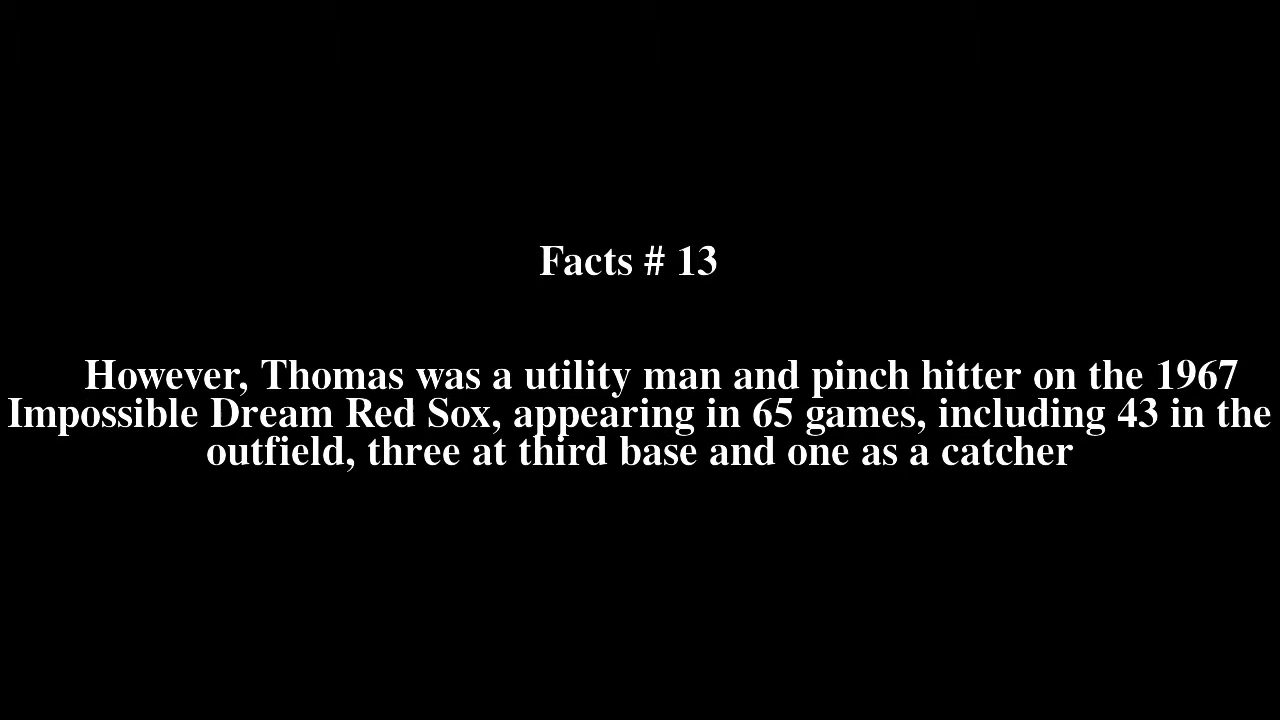 Facts # 13
However, Thomas was a utility man and pinch hitter on the 1967
Impossible Dream Red Sox, appearing in 65 games, including 43 in the
outfield, three at third base and one as a catcher